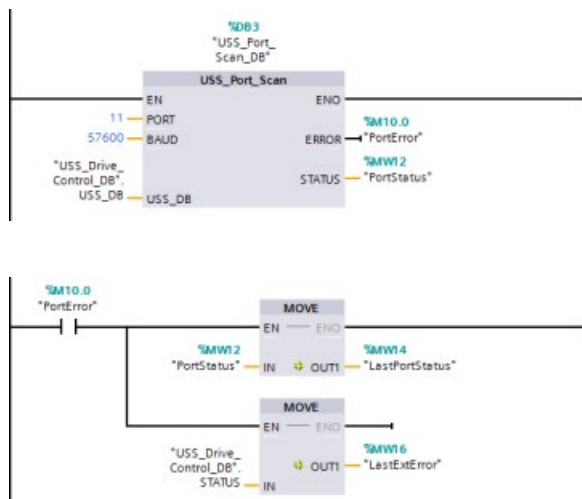 %DB3
"USS_Port_
Scan_DB"
USS_Port_Scan
EN ENO
11 PORT
%M10.0
57600 BAUD ERROR "PortError"
"USS_Drive_
Control_DB".
USS_DB USS_DB
%MW12
STATUS "PortStatus"
%M10.0
"PortError"
MOVE
EN ENO
%MW12
"PortStatus" IN OUT1
%MW14
"LastPortStatus"
MOVE
EN ENO
"USS_Drive_
Control_DB".
STATUS IN
%MW16
OUT1 "LastExtError"